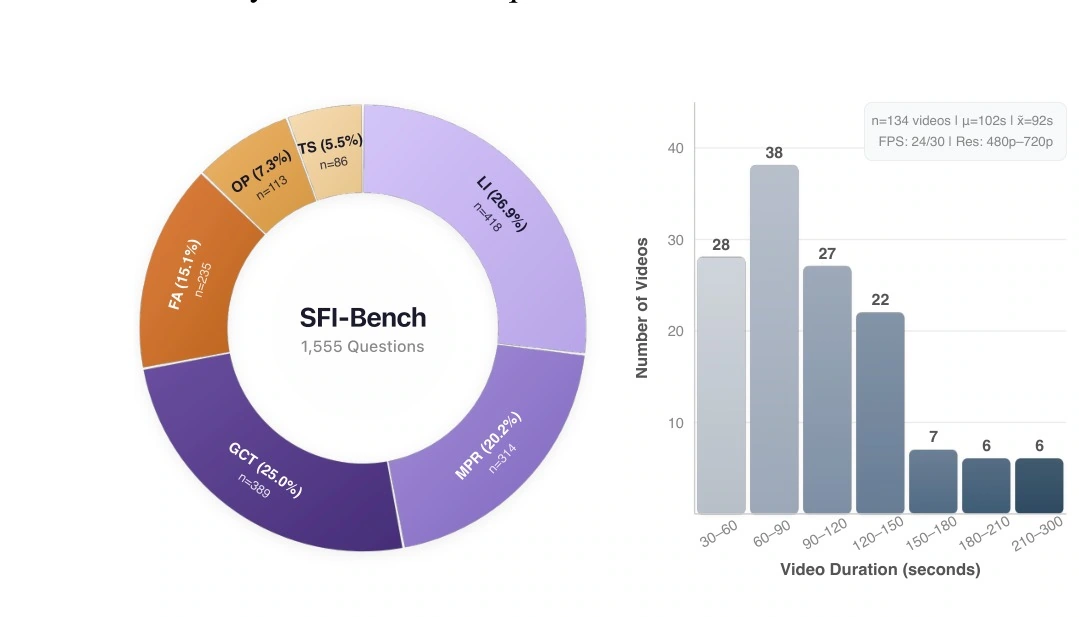 TS (5.5%)
n=86
LI (26.9%)
n=418
OP (7.3%)
n=113
FA (15.1%)
n=235
SFI-Bench
1,555 Questions
GCT (25.0%)
n=389
MPR (20.2%)
n=314
n=134 videos | μ=102s | x̃=92s
FPS: 24/30 | Res: 480p–720p
Number of Videos
40
30
20
10
28
38
27
22
7
6
6
30–60
60–90
90–120
120–150
150–180
180–210
210–300
Video Duration (seconds)